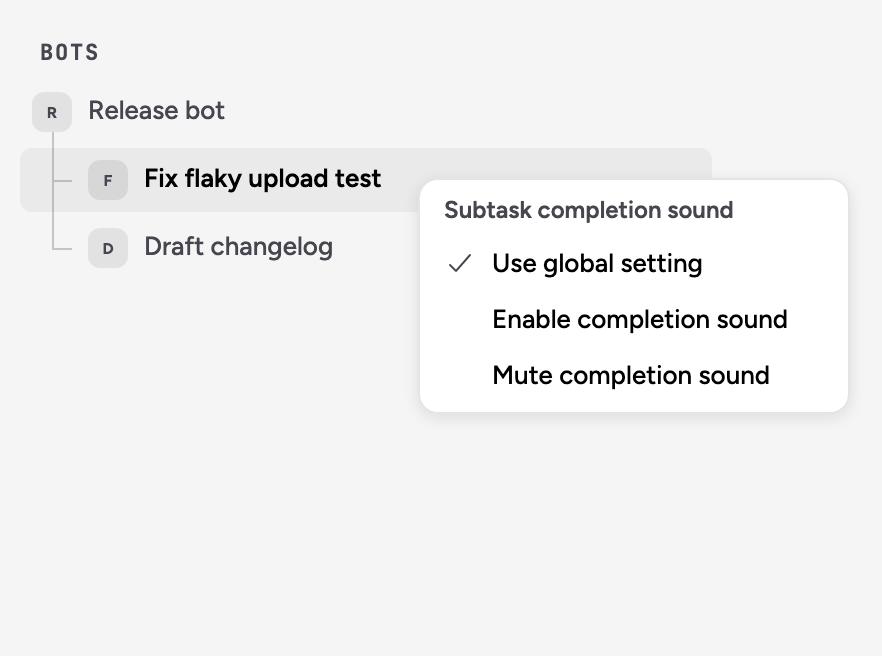 BOTS
R Release bot
F Fix flaky upload test
D Draft changelog
Subtask completion sound
Use global setting
Enable completion sound
Mute completion sound